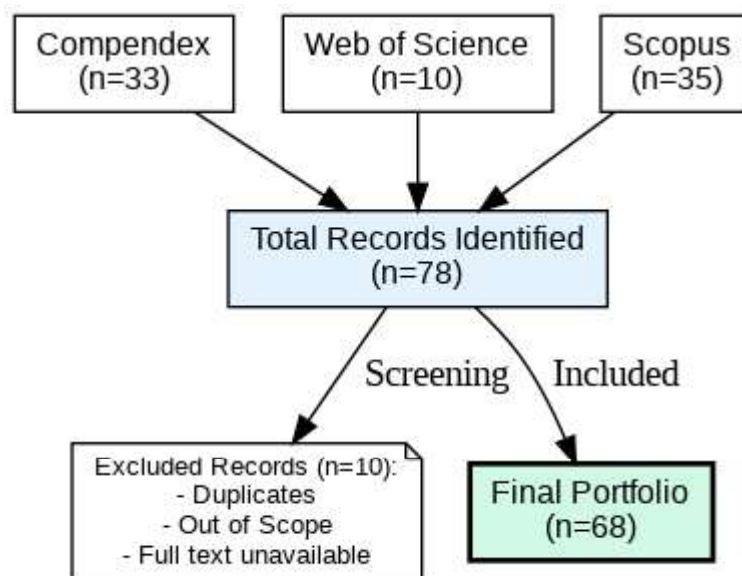 Compendex
(n=33)
Web of Science
(n=10)
Scopus
(n=35)
Total Records Identified
(n=78)
Screening
Included
Excluded Records (n=10):
- Duplicates
- Out of Scope
- Full text unavailable
Final Portfolio
(n=68)